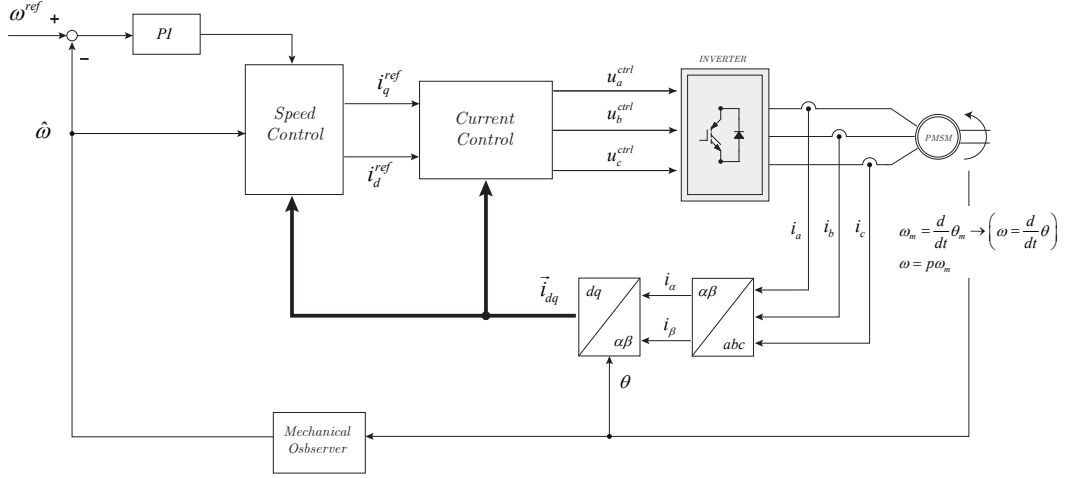 ω^{ref} +
−
PI
ω̂
Speed
Control
i_q^{ref}
i_d^{ref}
Current
Control
u_a^{ctrl}
u_b^{ctrl}
u_c^{ctrl}
INVERTER
PMSM
i_a
i_b
i_c
ω_m = d/dt θ_m → (ω = d/dt θ)
ω = pω_m
i⃗_{dq}
dq
αβ
i_α
i_β
αβ
abc
θ
Mechanical
Osbserver